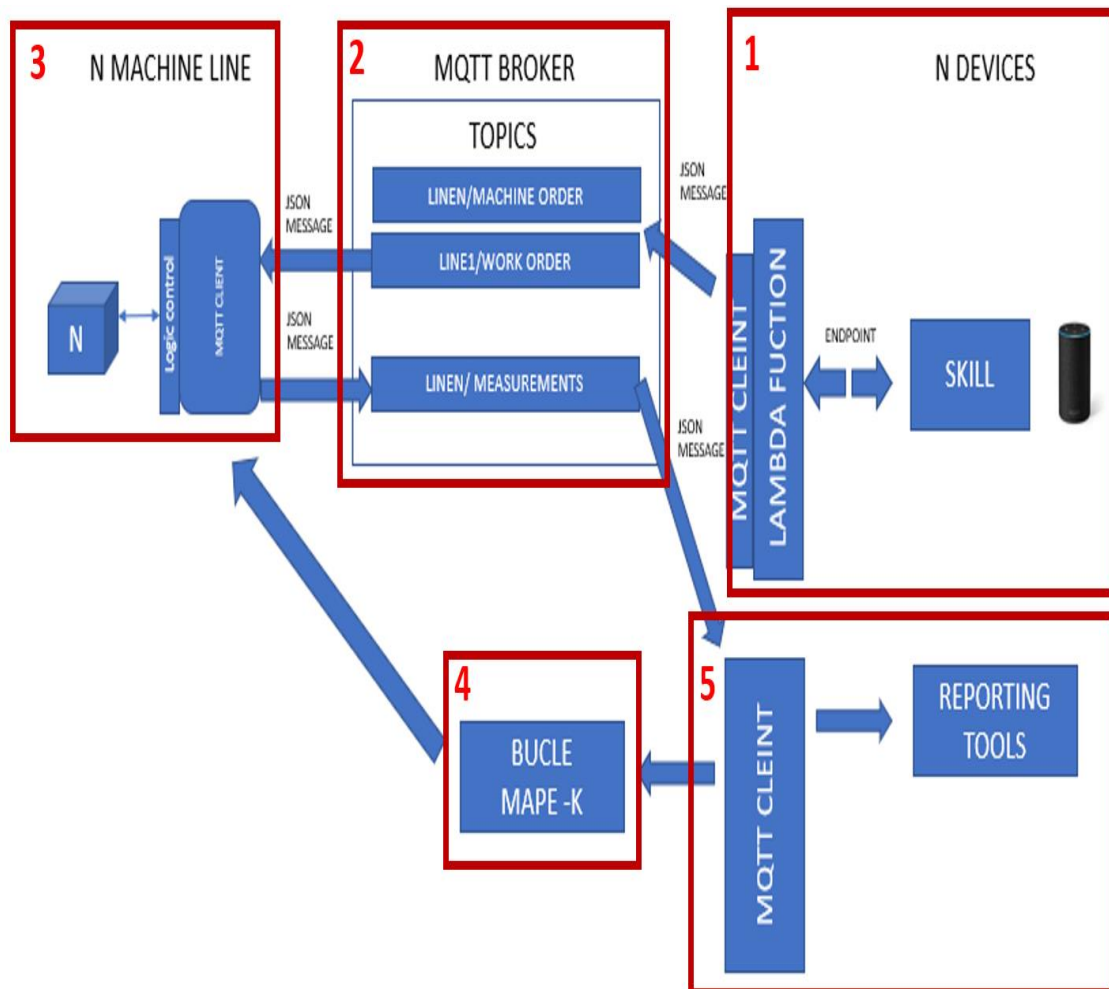 3
N MACHINE LINE
N
Logic control
MQTT CLIENT
JSON
MESSAGE
JSON
MESSAGE
2
MQTT BROKER
TOPICS
LINEN/MACHINE ORDER
LINE1/WORK ORDER
LINEN/ MEASUREMENTS
JSON
MESSAGE
JSON
MESSAGE
1
N DEVICES
MQTT CLEINT
LAMBDA FUCTION
ENDPOINT
SKILL
4
BUCLE
MAPE -K
5
MQTT CLEINT
REPORTING
TOOLS